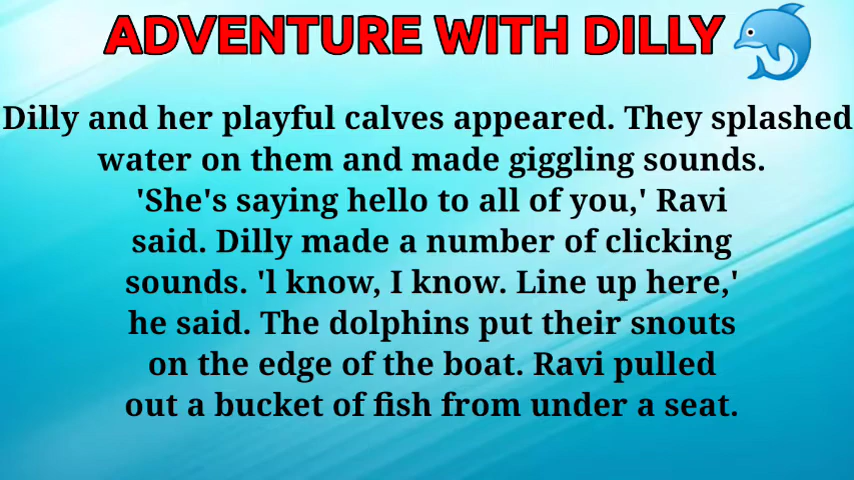 ADVENTURE WITH DILLY
Dilly and her playful calves appeared. They splashed
water on them and made giggling sounds.
'She's saying hello to all of you,' Ravi
said. Dilly made a number of clicking
sounds. 'l know, I know. Line up here,'
he said. The dolphins put their snouts
on the edge of the boat. Ravi pulled
out a bucket of fish from under a seat.